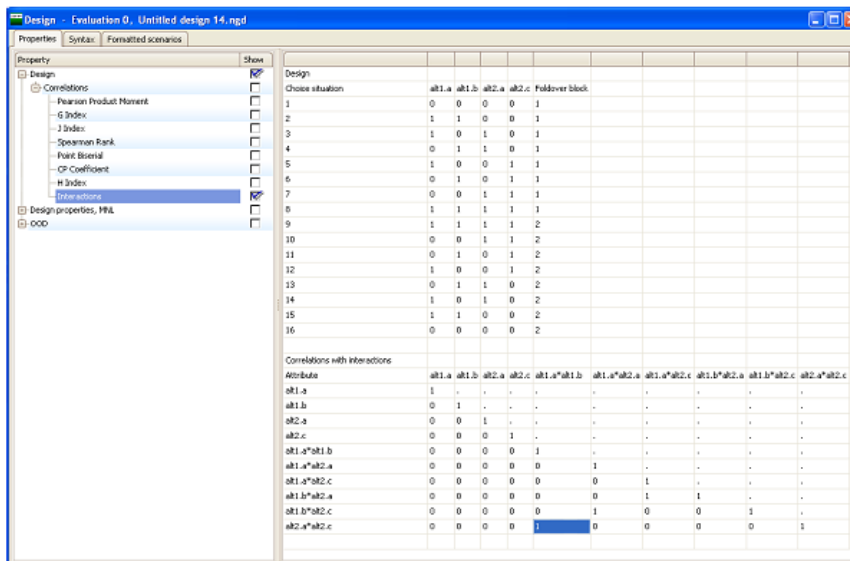 Design - Evaluation 0, Untitled design 14.ngd
Properties Syntax Formatted scenarios
Property Show
Design
Correlations
Pearson Product Moment
G Index
J Index
Spearman Rank
Point Biserial
CP Coefficient
H Index
Interactions
Design properties, MNL
OOD
Design
Choice situation alt1.a alt1.b alt2.a alt2.c Foldover block
1 0 0 0 0 1
2 1 1 0 0 1
3 1 0 1 0 1
4 0 1 1 0 1
5 1 0 0 1 1
6 0 1 0 1 1
7 0 0 1 1 1
8 1 1 1 1 1
9 1 1 1 1 2
10 0 0 1 1 2
11 0 1 0 1 2
12 1 0 0 1 2
13 0 1 1 0 2
14 1 0 1 0 2
15 1 1 0 0 2
16 0 0 0 0 2
Correlations with interactions
Attribute alt1.a alt1.b alt2.a alt2.c alt1.a*alt1.b alt1.a*alt2.a alt1.a*alt2.c alt1.b*alt2.a alt1.b*alt2.c alt2.a*alt2.c
alt1.a 1 . . . . . . . . .
alt1.b 0 1 . . . . . . . .
alt2.a 0 0 1 . . . . . . .
alt2.c 0 0 0 1 . . . . . .
alt1.a*alt1.b 0 0 0 0 1 . . . . .
alt1.a*alt2.a 0 0 0 0 0 1 . . . .
alt1.a*alt2.c 0 0 0 0 0 0 1 . . .
alt1.b*alt2.a 0 0 0 0 0 0 1 1 . .
alt1.b*alt2.c 0 0 0 0 0 1 0 0 1 .
alt2.a*alt2.c 0 0 0 0 1 0 0 0 0 1